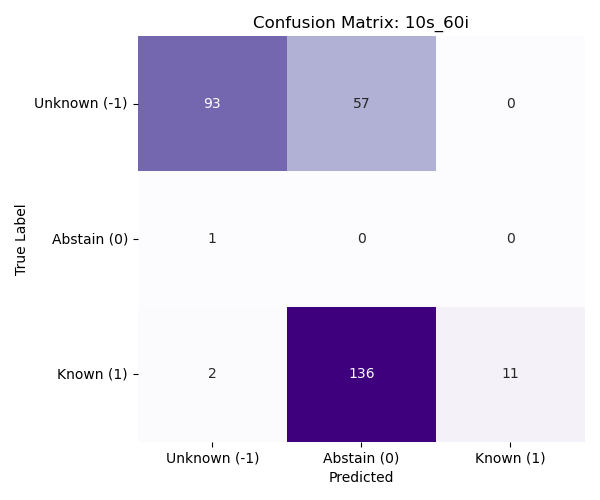 Confusion Matrix: 10s_60i
True Label
Unknown (-1) 93 57 0
Abstain (0) 1 0 0
Known (1) 2 136 11
Unknown (-1) Abstain (0) Known (1)
Predicted